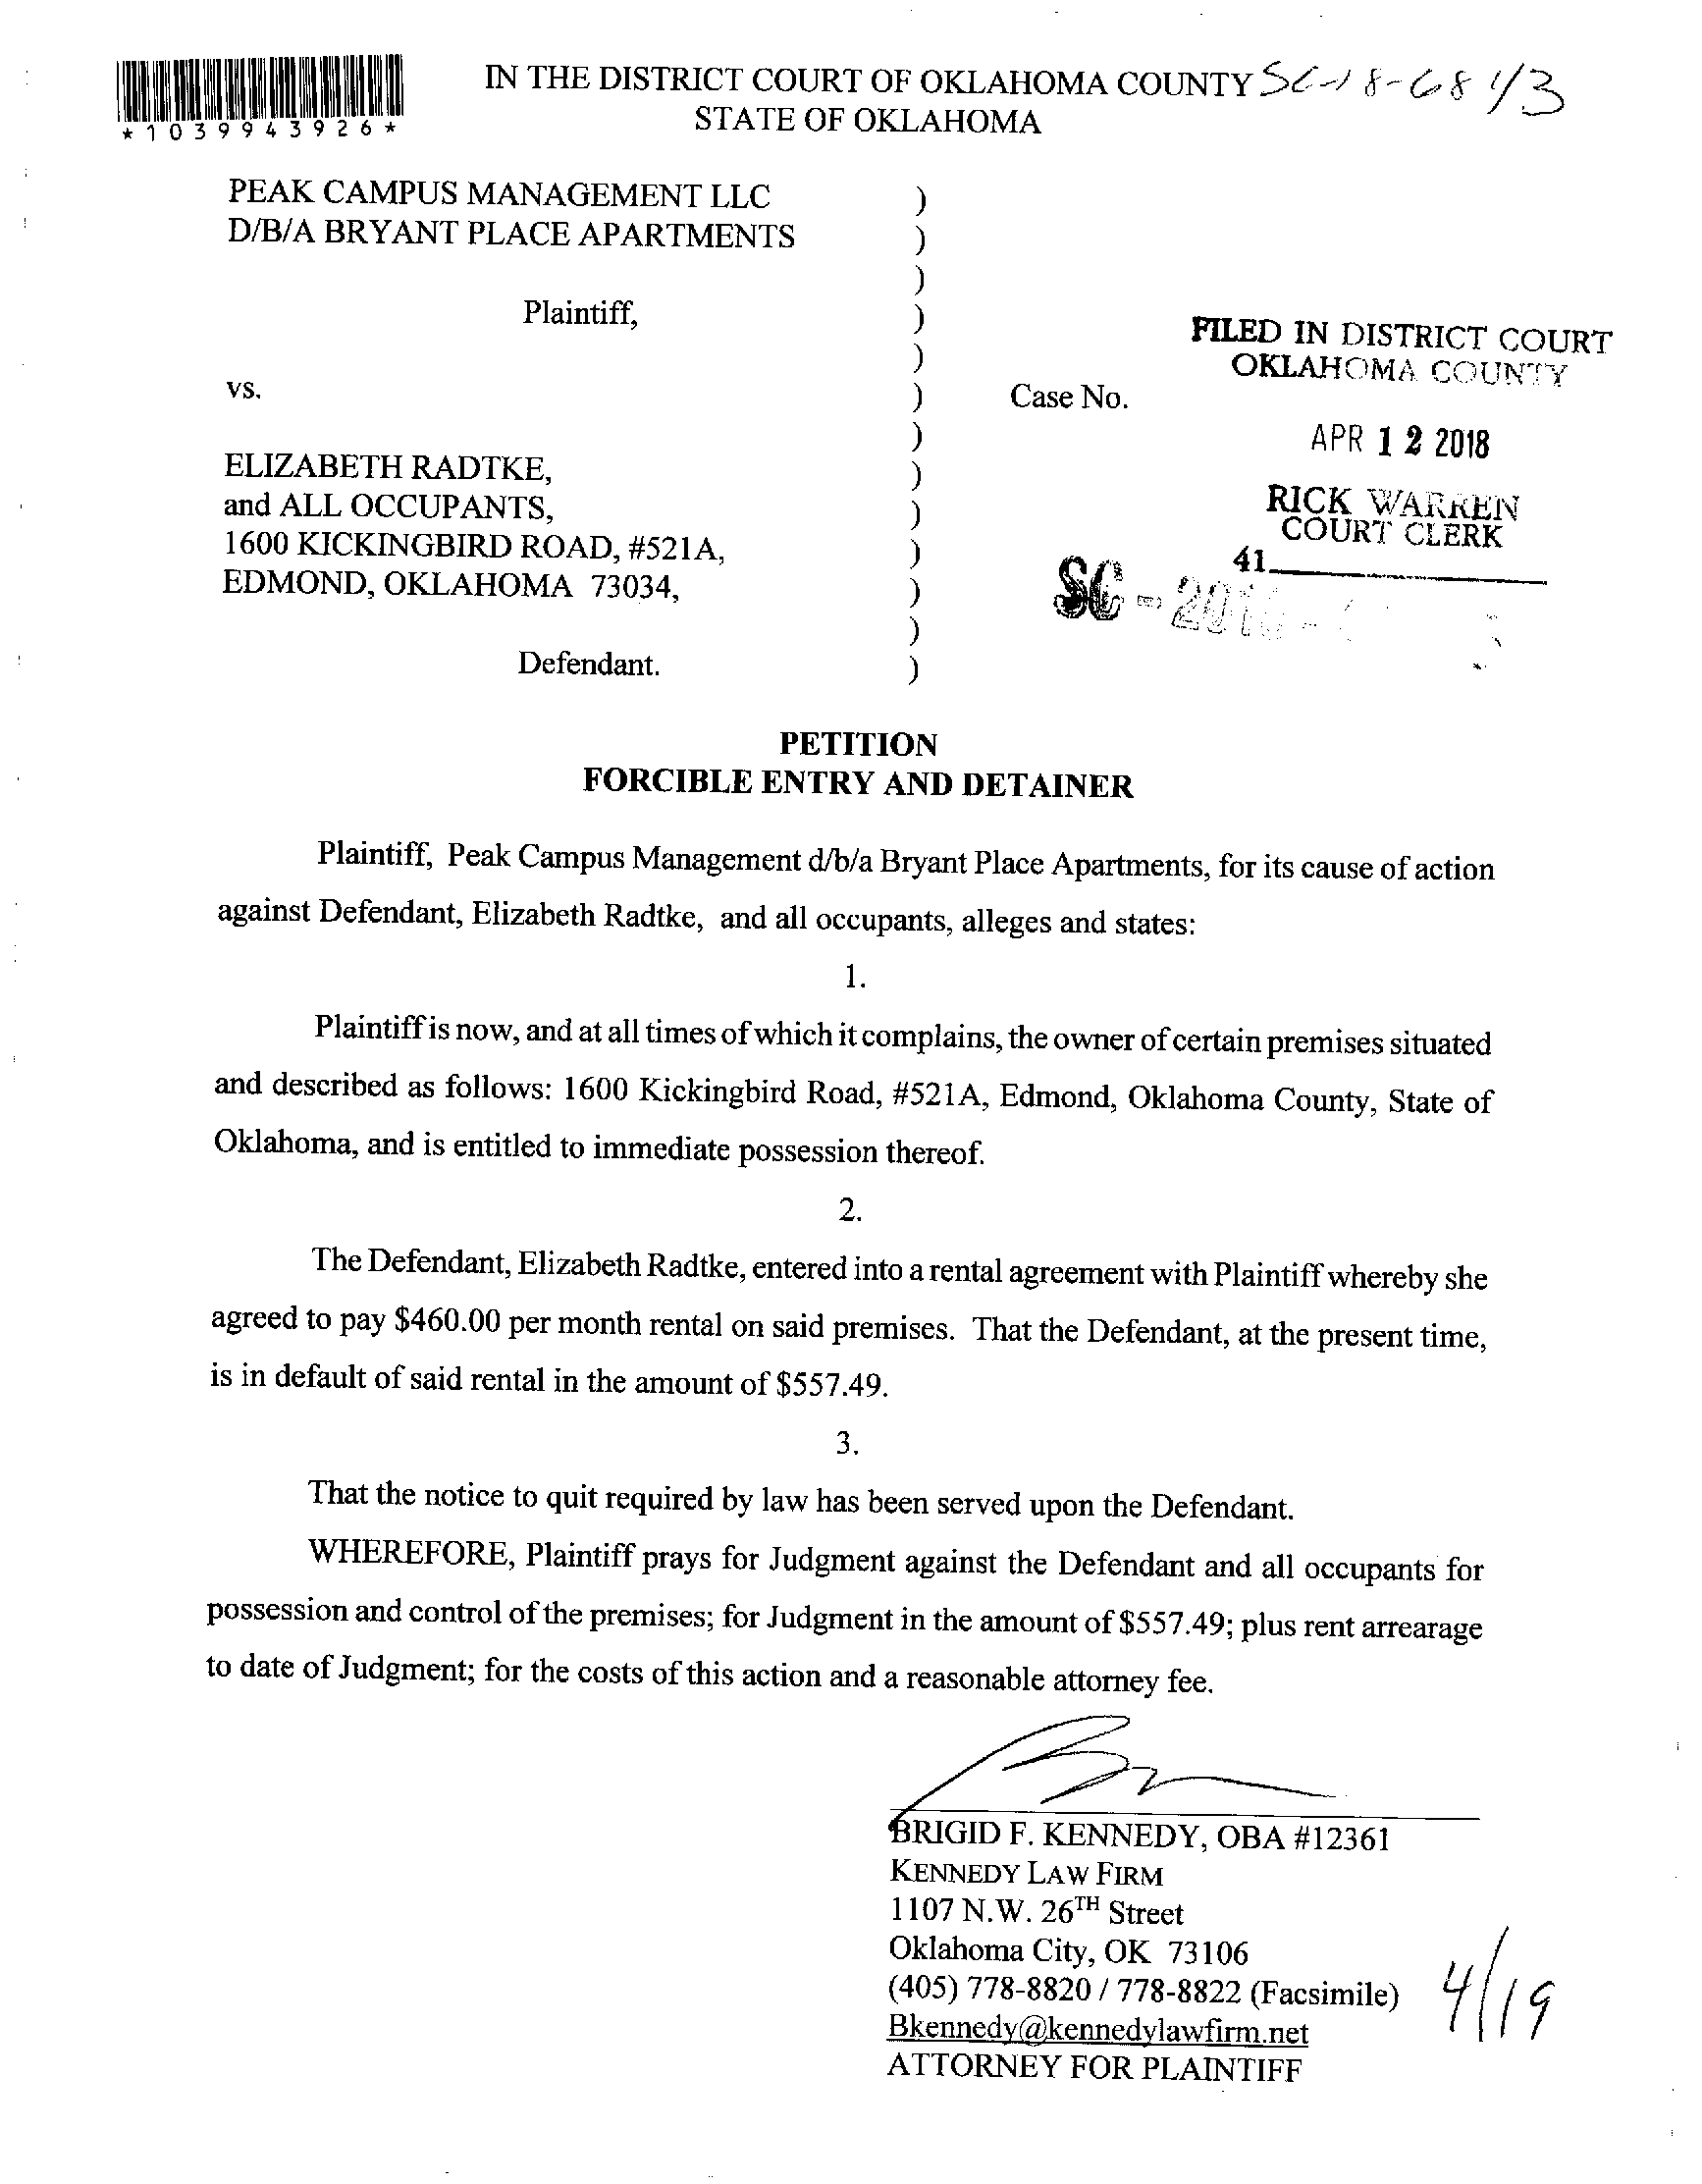 IN THE DISTRICT COURT OF OKLAHOMA COUNTY SC-18-6843
STATE OF OKLAHOMA
*1039943926*
PEAK CAMPUS MANAGEMENT LLC )
D/B/A BRYANT PLACE APARTMENTS )
)
Plaintiff, )
)
vs. ) Case No.
)
ELIZABETH RADTKE, )
and ALL OCCUPANTS, )
1600 KICKINGBIRD ROAD, #521A, )
EDMOND, OKLAHOMA 73034, )
)
Defendant. )
FILED IN DISTRICT COURT
OKLAHOMA COUNTY
APR 12 2018
RICK WARREN
COURT CLERK
41
SC-
PETITION
FORCIBLE ENTRY AND DETAINER
Plaintiff, Peak Campus Management d/b/a Bryant Place Apartments, for its cause of action
against Defendant, Elizabeth Radtke, and all occupants, alleges and states:
1.
Plaintiff is now, and at all times of which it complains, the owner of certain premises situated
and described as follows: 1600 Kickingbird Road, #521A, Edmond, Oklahoma County, State of
Oklahoma, and is entitled to immediate possession thereof.
2.
The Defendant, Elizabeth Radtke, entered into a rental agreement with Plaintiff whereby she
agreed to pay $460.00 per month rental on said premises. That the Defendant, at the present time,
is in default of said rental in the amount of $557.49.
3.
That the notice to quit required by law has been served upon the Defendant.
WHEREFORE, Plaintiff prays for Judgment against the Defendant and all occupants for
possession and control of the premises; for Judgment in the amount of $557.49; plus rent arrearage
to date of Judgment; for the costs of this action and a reasonable attorney fee.
BRIGID F. KENNEDY, OBA #12361
KENNEDY LAW FIRM
1107 N.W. 26TH Street
Oklahoma City, OK 73106
(405) 778-8820 / 778-8822 (Facsimile)
Bkennedy@kennedylawfirm.net
ATTORNEY FOR PLAINTIFF
4/19